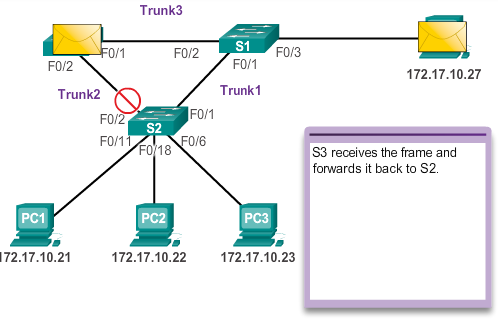 Trunk3
S1
F0/1
F0/2
F0/3
F0/2
F0/1
172.17.10.27
Trunk2
Trunk1
F0/2
F0/1
S2
F0/11
F0/6
F0/18
S3 receives the frame and
forwards it back to S2.
PC1
PC2
PC3
172.17.10.21
172.17.10.22
172.17.10.23